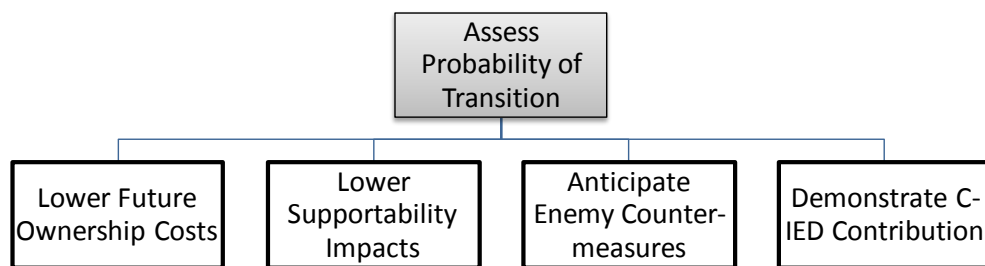 Assess
Probability of
Transition
Lower Future
Ownership Costs
Lower
Supportability
Impacts
Anticipate
Enemy Counter-
measures
Demonstrate C-
IED Contribution